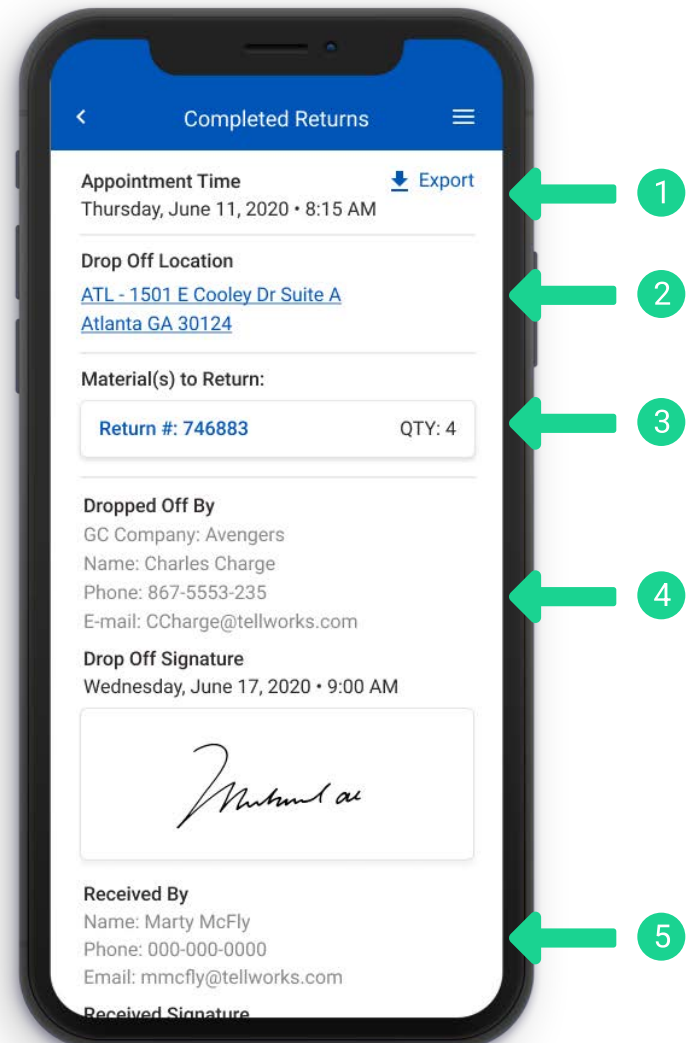 Completed Returns
Appointment Time
Export
1
Thursday, June 11, 2020 • 8:15 AM
Drop Off Location
ATL - 1501 E Cooley Dr Suite A
2
Atlanta GA 30124
Material(s) to Return:
Return #: 746883 QTY: 4
3
Dropped Off By
GC Company: Avengers
Name: Charles Charge
Phone: 867-5553-235
4
E-mail: CCharge@tellworks.com
Drop Off Signature
Wednesday, June 17, 2020 • 9:00 AM
Received By
Name: Marty McFly
5
Phone: 000-000-0000
Email: mmcfly@tellworks.com
Received Signature